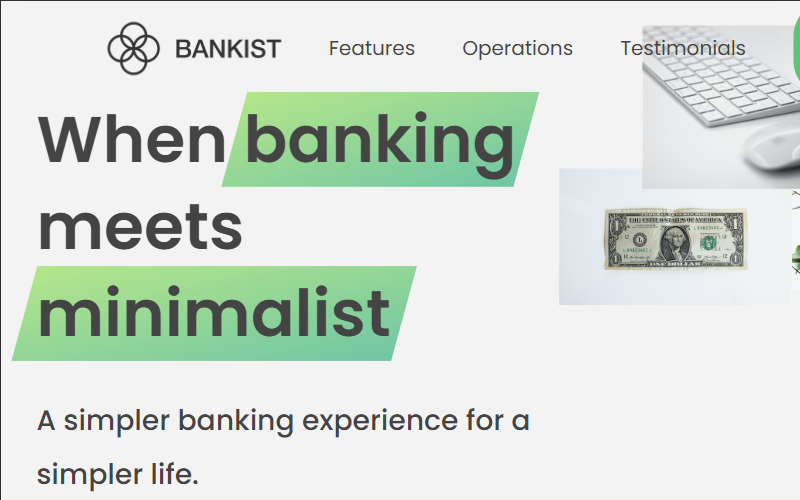 BANKIST Features Operations Testimonials
When banking
meets
minimalist
A simpler banking experience for a
simpler life.